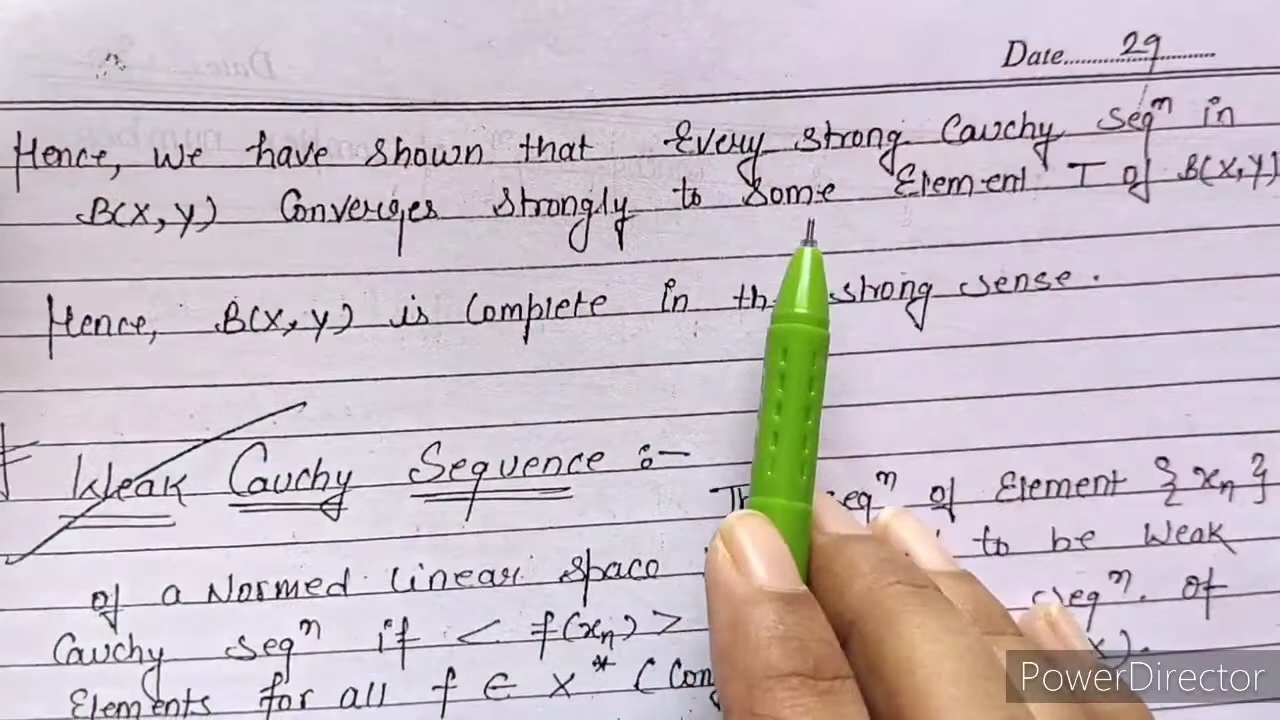 Date 29
Hence, we have shown that Every strong Cauchy seqⁿ in
B(X, Y) Converges strongly to some Element T of B(X, Y)
Hence, B(X, Y) is Complete in th strong sense.
Weak Cauchy Sequence :-
seqⁿ of Element {xₙ}
of a Normed linear space to be Weak
Cauchy seqⁿ if < f(xₙ) > seqⁿ. of
Elements for all f ∈ X* (Con x).
PowerDirector